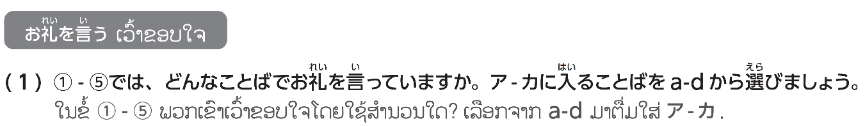 お礼を言う ເວົ້າຂອບໃຈ
(1) ①-⑤では、どんなことばでお礼を言っていますか。ア-カに入ることばを a-d から選びましょう。
ໃນຂໍ້ ①-⑤ ພວກເຂົາເວົ້າຂອບໃຈໂດຍໃຊ້ສຳນວນໃດ? ເລືອກຈາກ a-d ມາຕື່ມໃສ່ ア-カ.